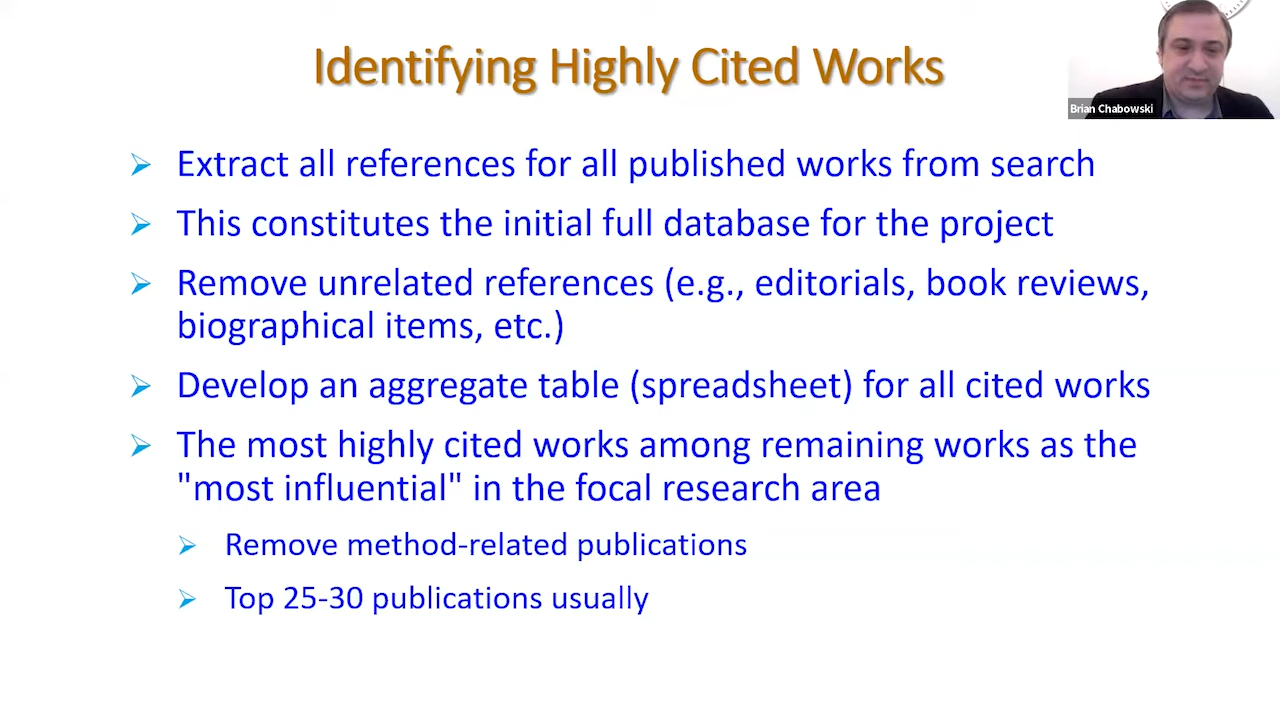 Identifying Highly Cited Works
Brian Chabowski
Extract all references for all published works from search
This constitutes the initial full database for the project
Remove unrelated references (e.g., editorials, book reviews,
biographical items, etc.)
Develop an aggregate table (spreadsheet) for all cited works
The most highly cited works among remaining works as the
"most influential" in the focal research area
Remove method-related publications
Top 25-30 publications usually